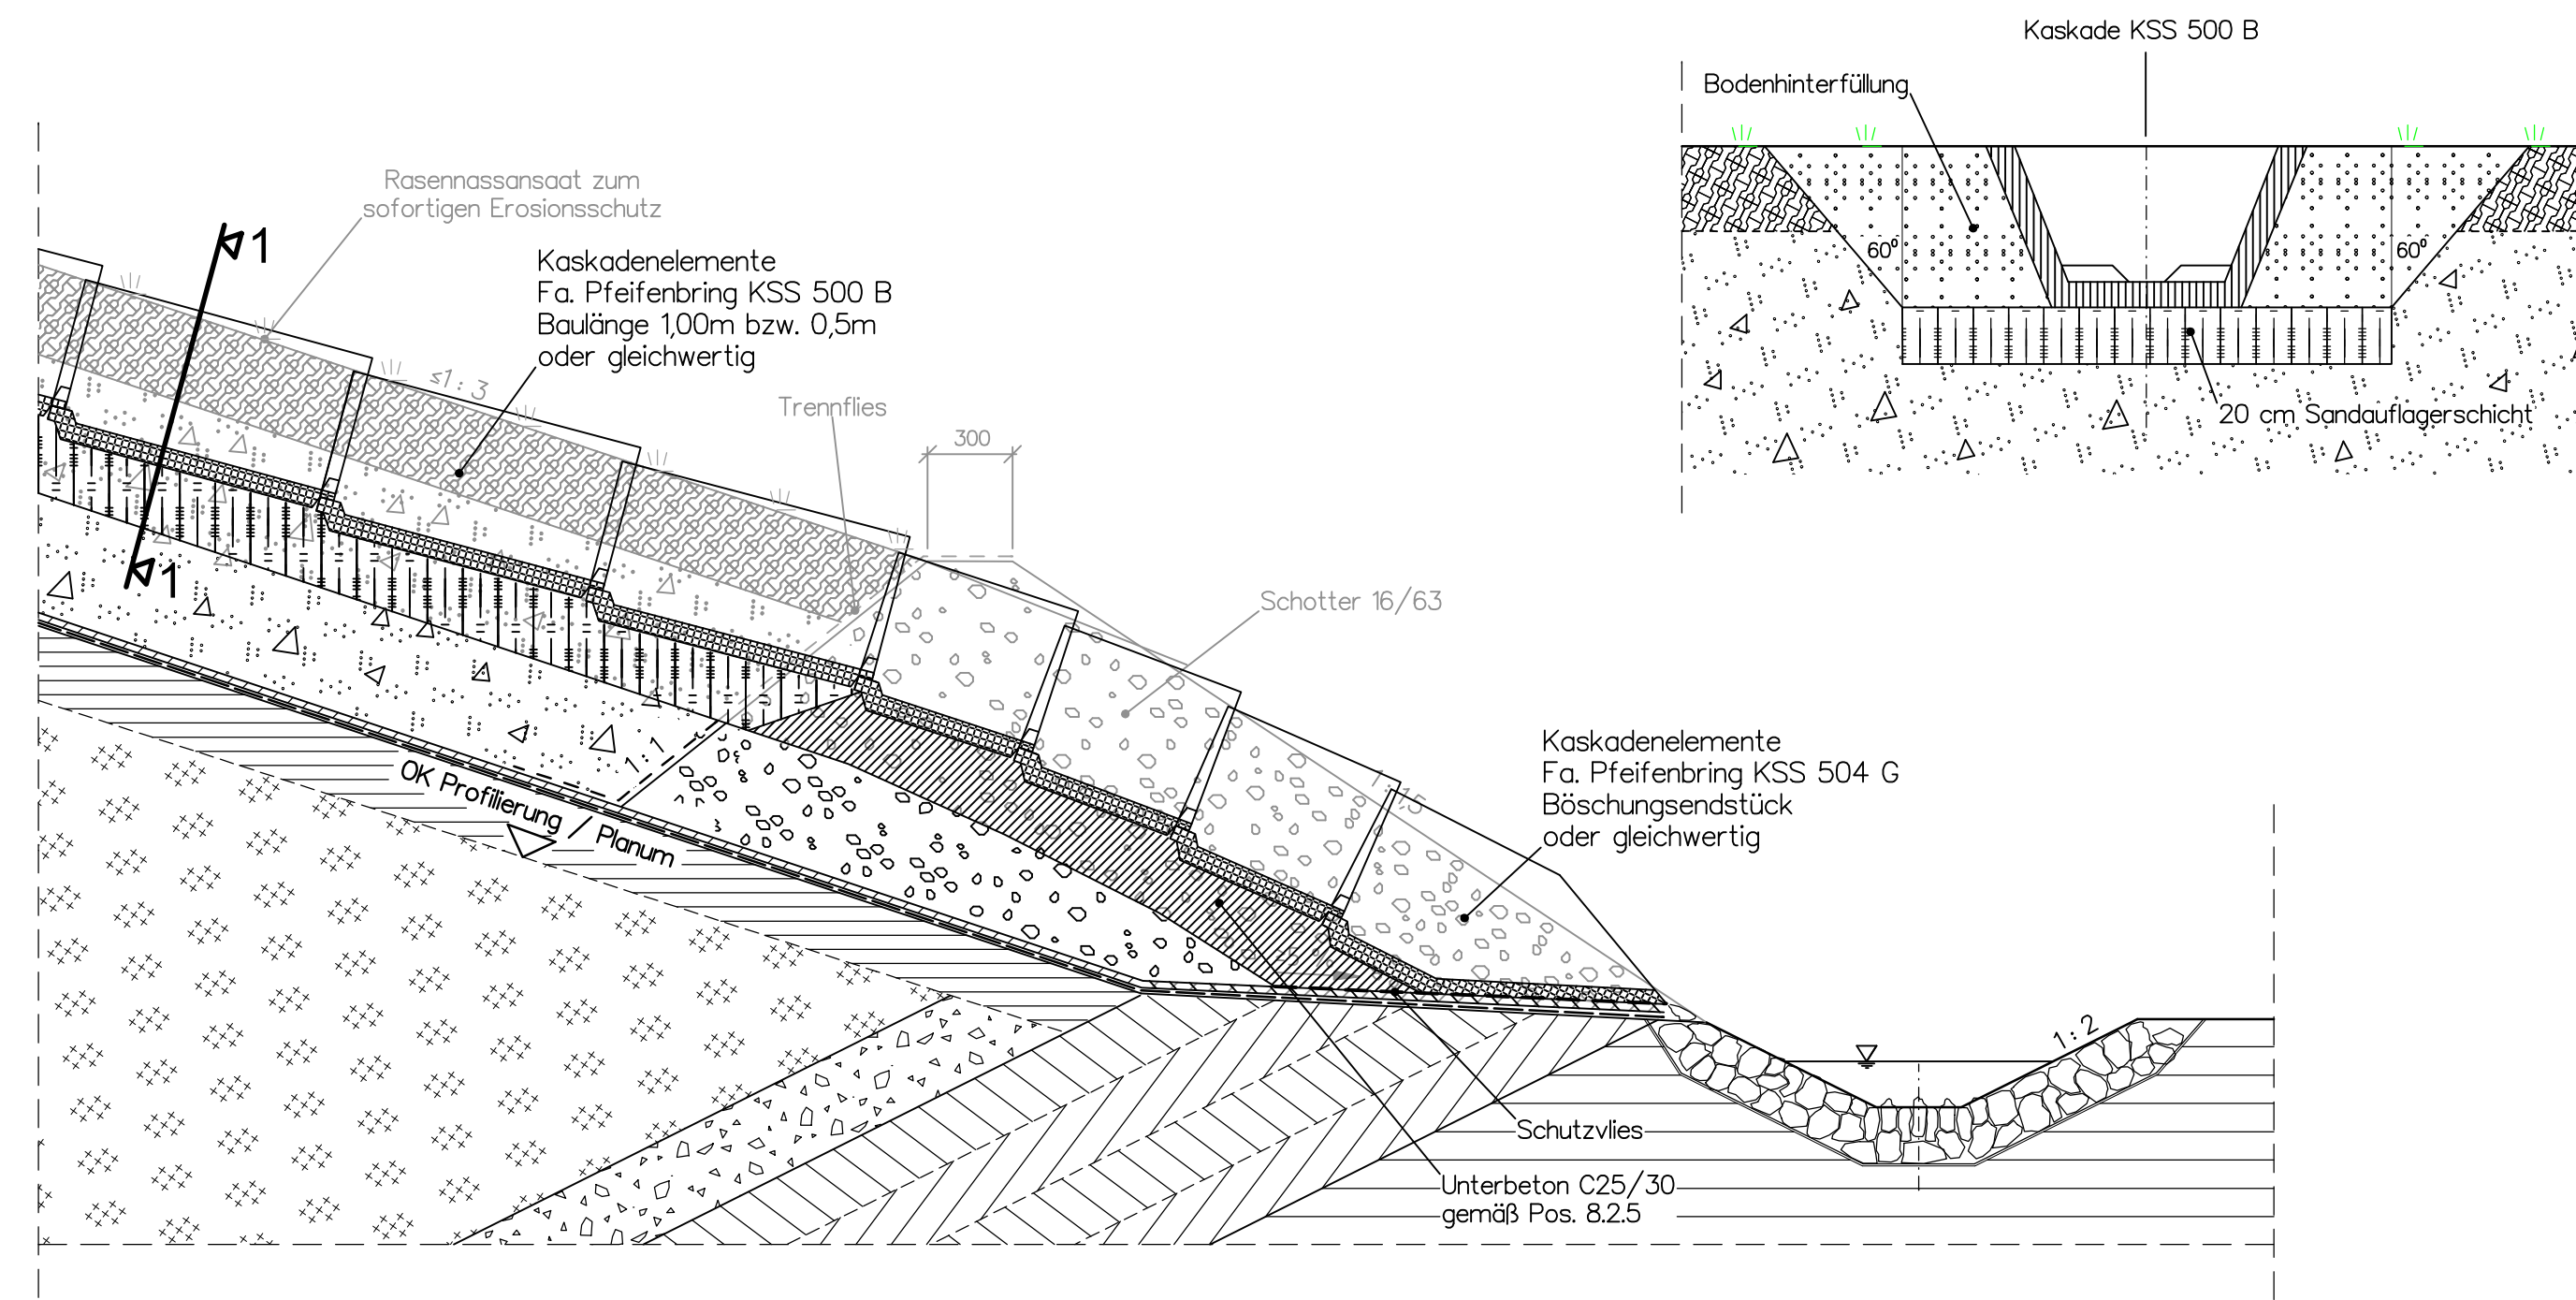 Kaskade KSS 500 B
Bodenhinterfüllung
60°
60°
20 cm Sandauflagerschicht
Rasennassansaat zum
sofortigen Erosionsschutz
1
Kaskadenelemente
Fa. Pfeifenbring KSS 500 B
Baulänge 1,00m bzw. 0,5m
oder gleichwertig
≤1:3
Trennflies
300
1
Schotter 16/63
1:1
OK Profilierung / Planum
Kaskadenelemente
Fa. Pfeifenbring KSS 504 G
Böschungsendstück
oder gleichwertig
1:2
Schutzvlies
Unterbeton C25/30
gemäß Pos. 8.2.5